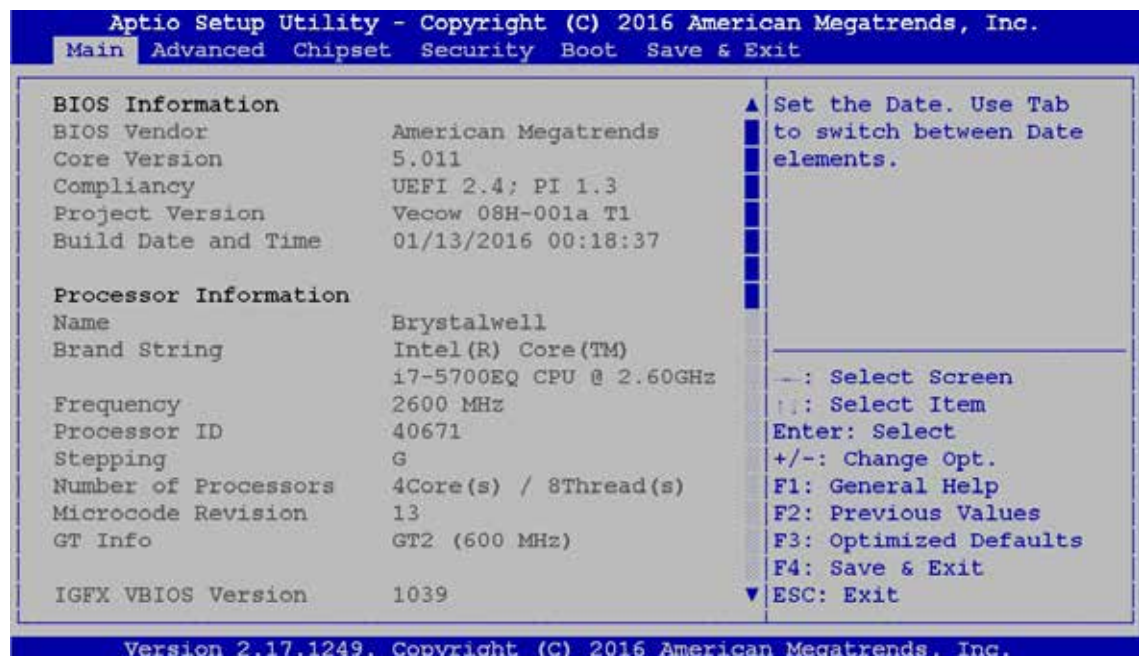 Aptio Setup Utility - Copyright (C) 2016 American Megatrends, Inc.
Main Advanced Chipset Security Boot Save & Exit
BIOS Information
BIOS Vendor American Megatrends
Core Version 5.011
Compliancy UEFI 2.4; PI 1.3
Project Version Vecow 08H-001a T1
Build Date and Time 01/13/2016 00:18:37
Processor Information
Name Brystalwell
Brand String Intel(R) Core(TM)
i7-5700EQ CPU @ 2.60GHz
Frequency 2600 MHz
Processor ID 40671
Stepping G
Number of Processors 4Core(s) / 8Thread(s)
Microcode Revision 13
GT Info GT2 (600 MHz)
IGFX VBIOS Version 1039
Set the Date. Use Tab
to switch between Date
elements.
: Select Screen
↑↓: Select Item
Enter: Select
+/-: Change Opt.
F1: General Help
F2: Previous Values
F3: Optimized Defaults
F4: Save & Exit
ESC: Exit
Version 2.17.1249. Copyright (C) 2016 American Megatrends, Inc.